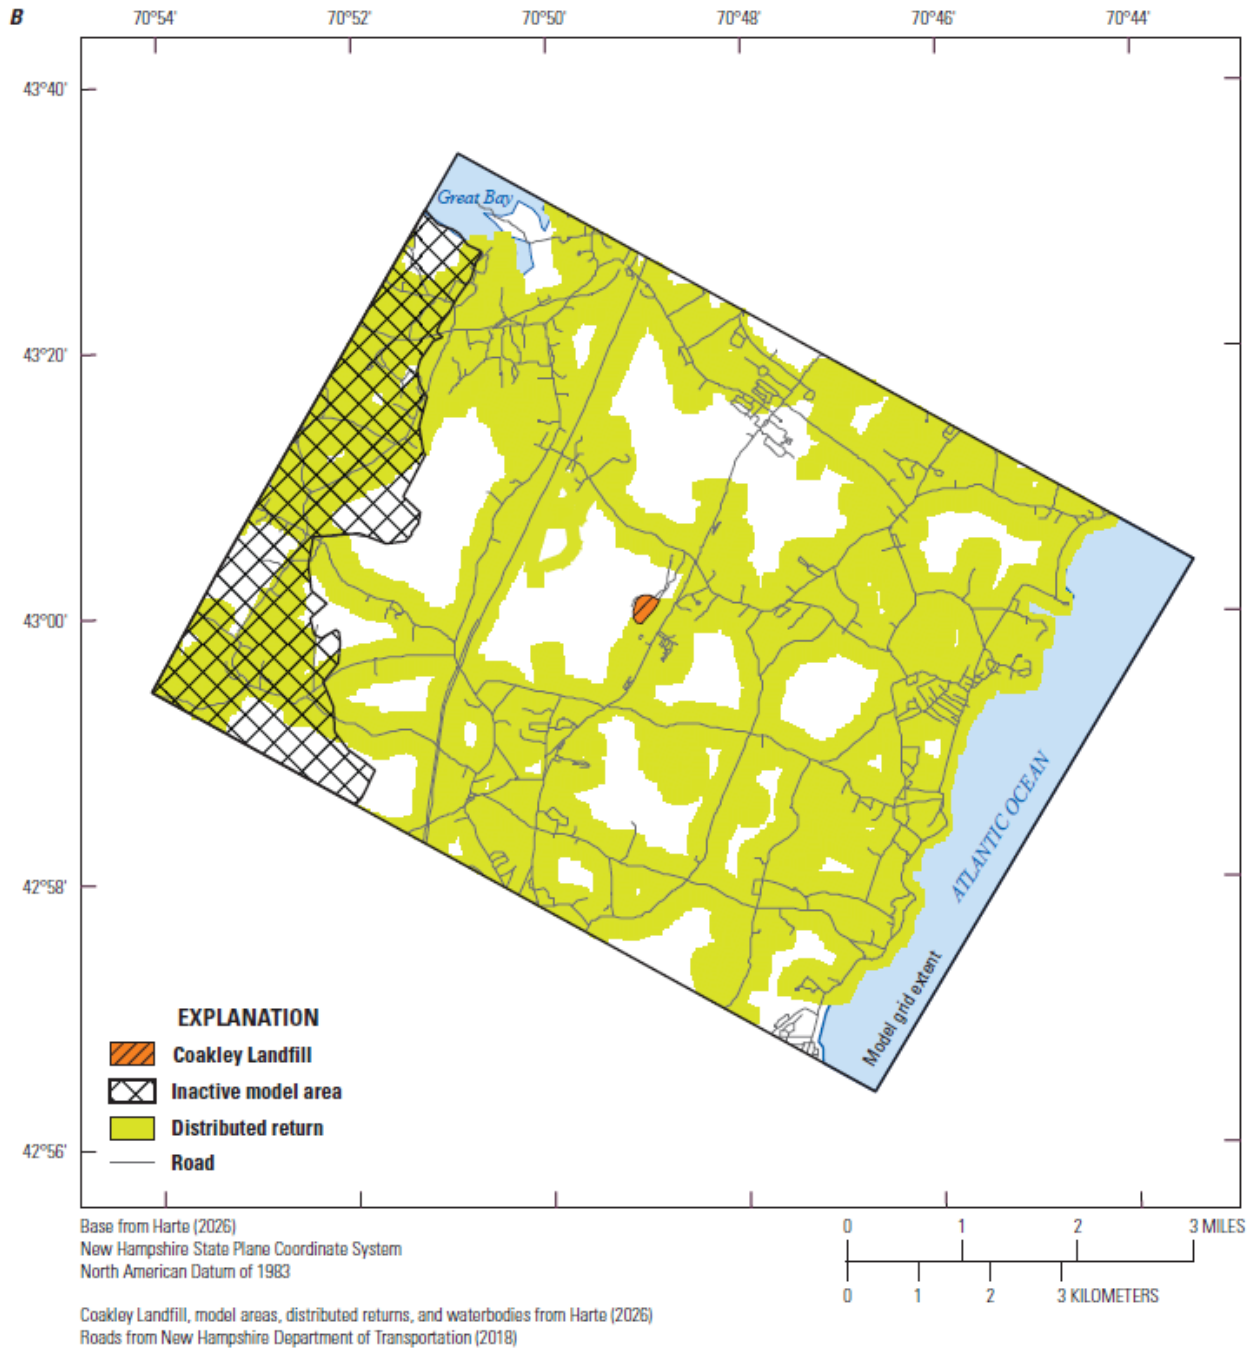 B
70°54' 70°52' 70°50' 70°48' 70°46' 70°44'
43°40'
Great Bay
43°20'
43°00'
ATLANTIC OCEAN
42°58'
Model grid extent
EXPLANATION
Coakley Landfill
Inactive model area
Distributed return
Road
42°56'
Base from Harte (2026)
New Hampshire State Plane Coordinate System
North American Datum of 1983
0 1 2 3 MILES
0 1 2 3 KILOMETERS
Coakley Landfill, model areas, distributed returns, and waterbodies from Harte (2026)
Roads from New Hampshire Department of Transportation (2018)